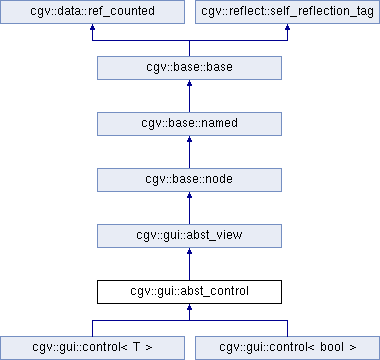 cgv::data::ref_counted
cgv::reflect::self_reflection_tag
cgv::base::base
cgv::base::named
cgv::base::node
cgv::gui::abst_view
cgv::gui::abst_control
cgv::gui::control< T >
cgv::gui::control< bool >